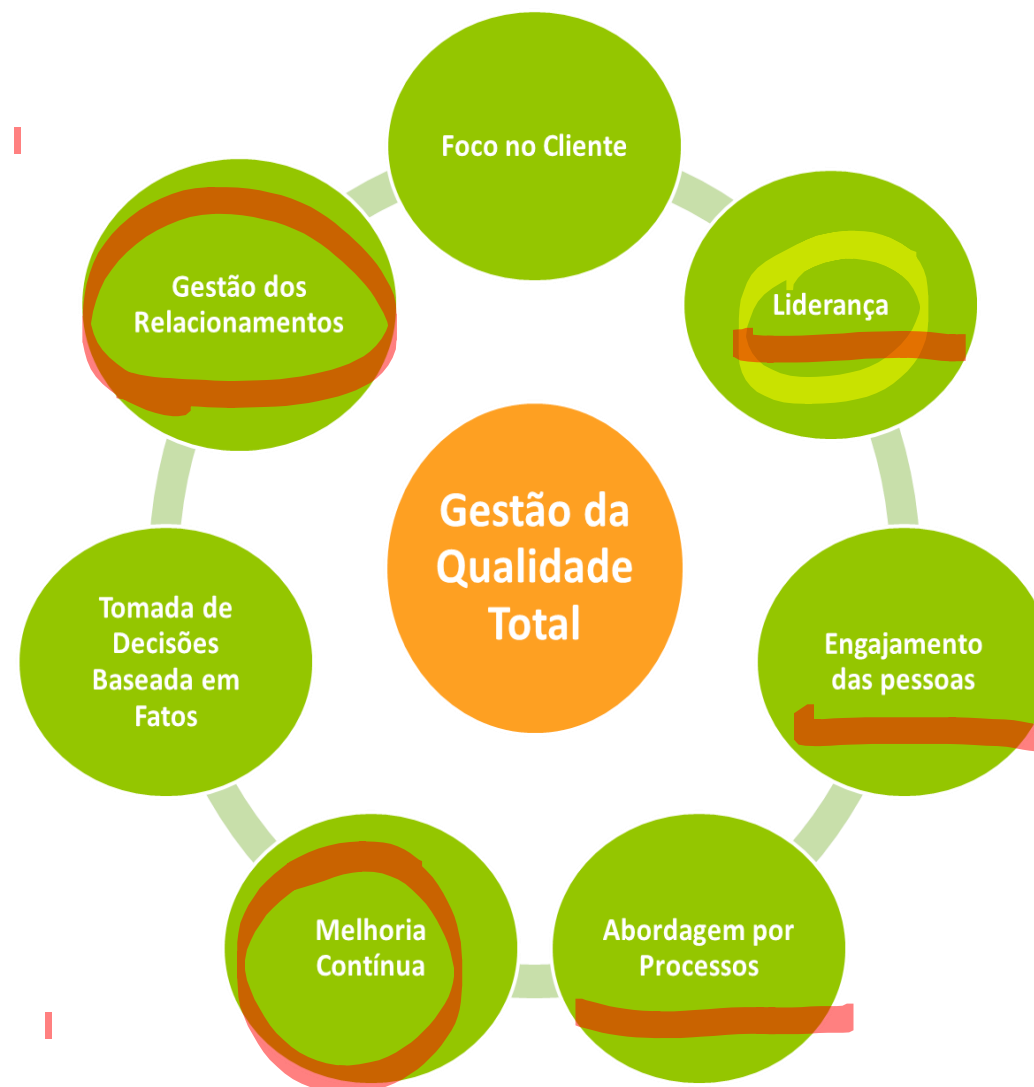 Foco no Cliente
Liderança
Engajamento
das pessoas
Abordagem por
Processos
Melhoria
Contínua
Tomada de
Decisões
Baseada em
Fatos
Gestão dos
Relacionamentos
Gestão da
Qualidade
Total